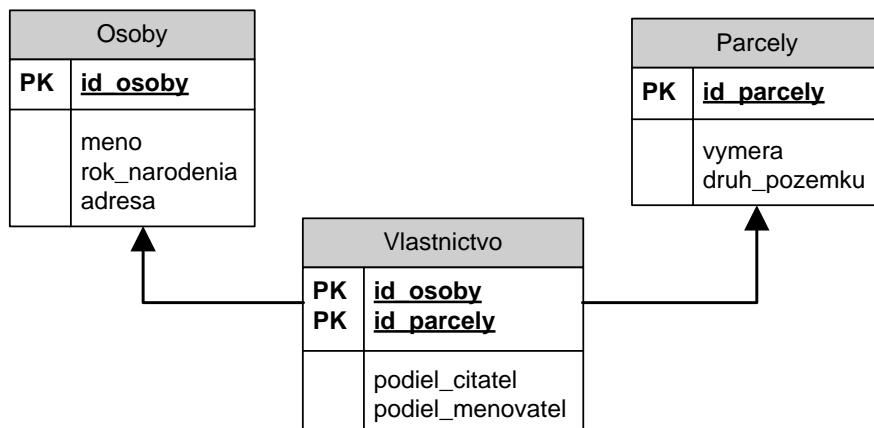 Osoby
PK id_osoby
meno
rok_narodenia
adresa
Parcely
PK id_parcely
vymera
druh_pozemku
Vlastnictvo
PK id_osoby
PK id_parcely
podiel_citatel
podiel_menovatel